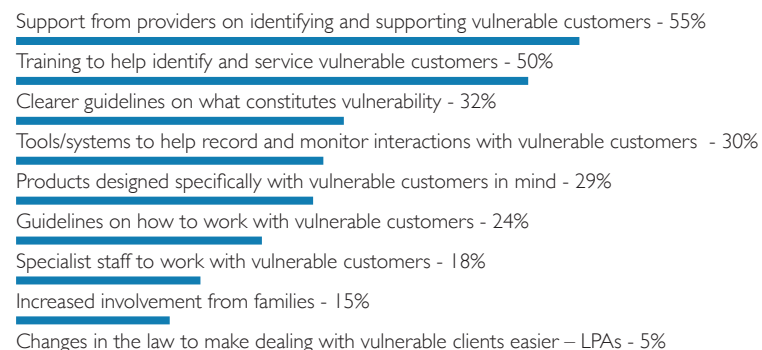 Support from providers on identifying and supporting vulnerable customers - 55%
Training to help identify and service vulnerable customers - 50%
Clearer guidelines on what constitutes vulnerability - 32%
Tools/systems to help record and monitor interactions with vulnerable customers - 30%
Products designed specifically with vulnerable customers in mind - 29%
Guidelines on how to work with vulnerable customers - 24%
Specialist staff to work with vulnerable customers - 18%
Increased involvement from families - 15%
Changes in the law to make dealing with vulnerable clients easier – LPAs - 5%